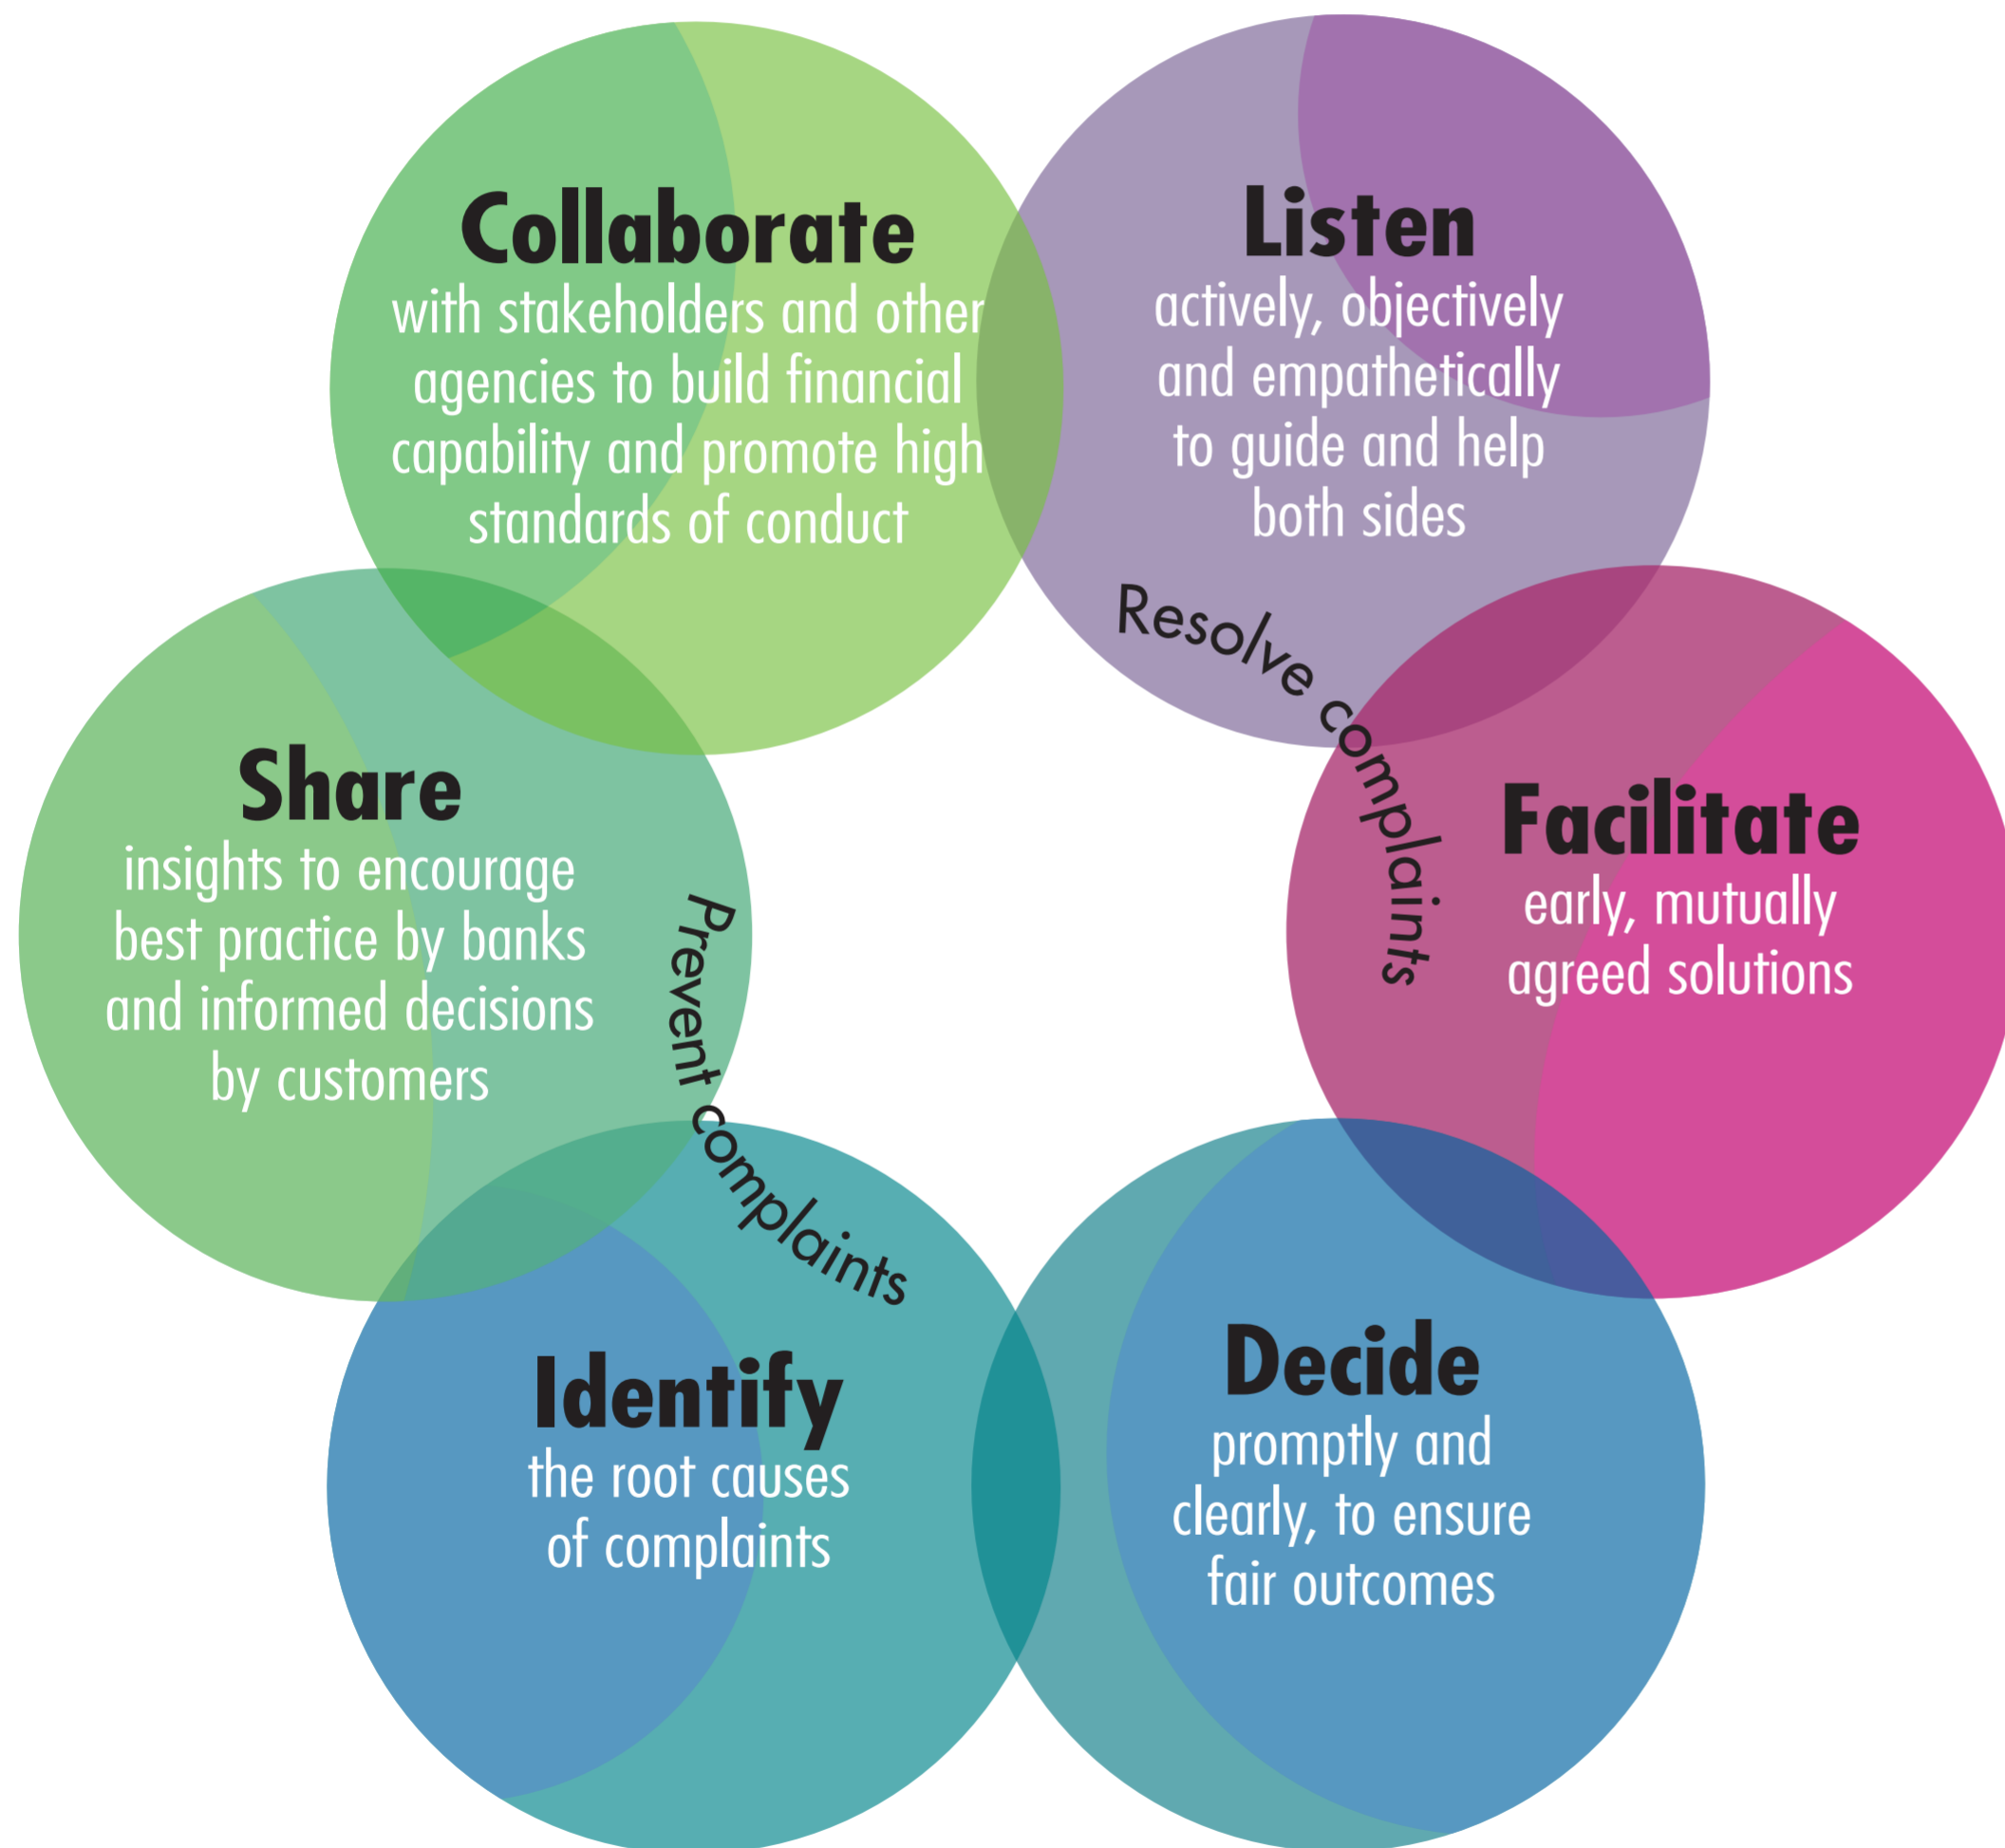 Collaborate
with stakeholders and other
agencies to build financial
capability and promote high
standards of conduct
Listen
actively, objectively
and empathetically
to guide and help
both sides
Resolve complaints
Share
insights to encourage
best practice by banks
and informed decisions
by customers
Prevent complaints
Facilitate
early, mutually
agreed solutions
Identify
the root causes
of complaints
Decide
promptly and
clearly, to ensure
fair outcomes